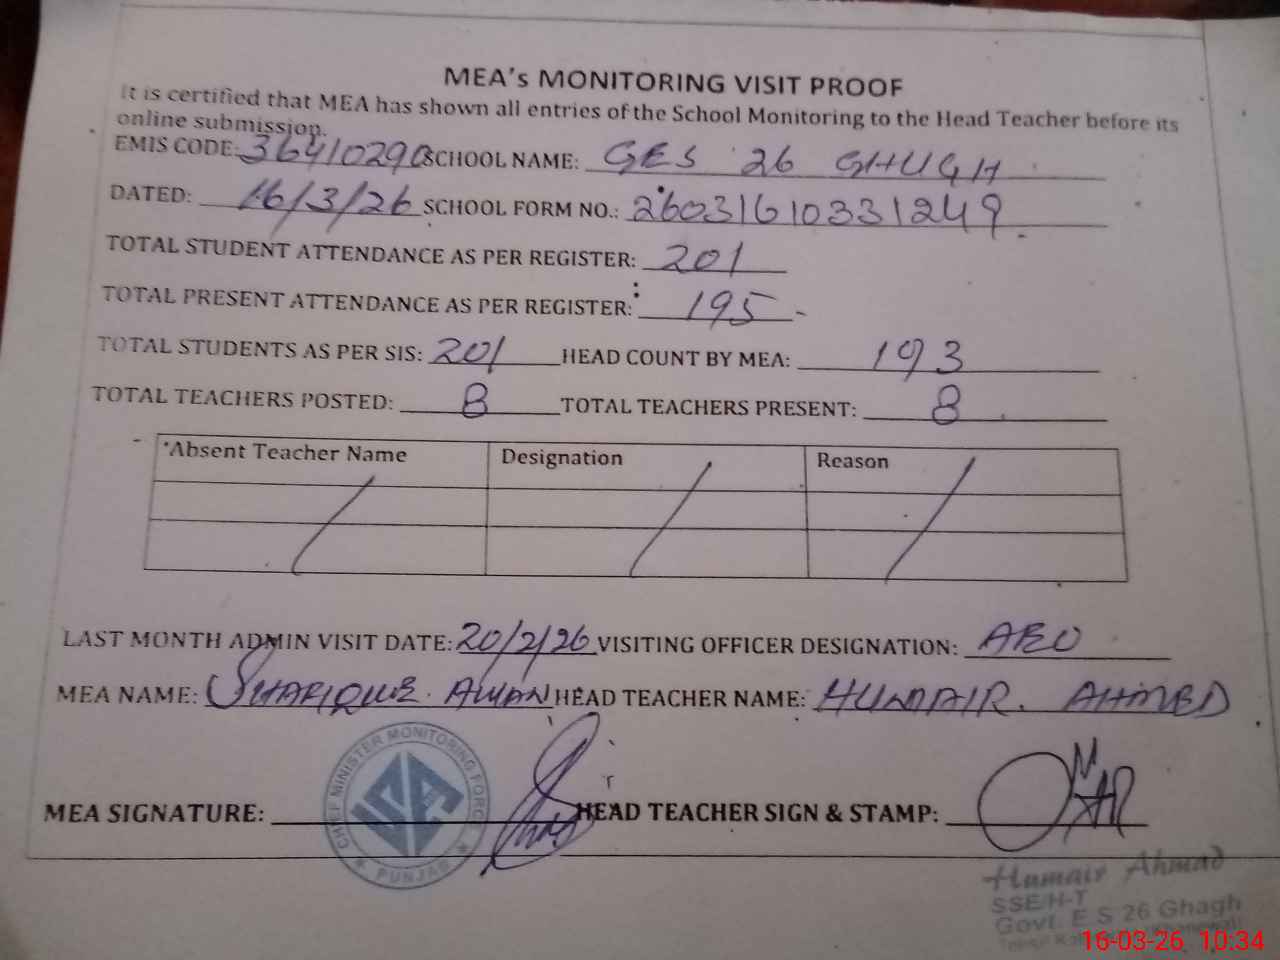 MEA's MONITORING VISIT PROOF
It is certified that MEA has shown all entries of the School Monitoring to the Head Teacher before its
online submission.
EMIS CODE: 36410290 SCHOOL NAME: GES 26 GHUGH
DATED: 16/3/26 SCHOOL FORM NO.: 26031610331249
TOTAL STUDENT ATTENDANCE AS PER REGISTER: 201
TOTAL PRESENT ATTENDANCE AS PER REGISTER: 195
TOTAL STUDENTS AS PER SIS: 201 HEAD COUNT BY MEA: 193
TOTAL TEACHERS POSTED: 8 TOTAL TEACHERS PRESENT: 8
Absent Teacher Name Designation Reason
LAST MONTH ADMIN VISIT DATE: 20/2/26 VISITING OFFICER DESIGNATION: AEO
MEA NAME: SHARIQUE AWAN HEAD TEACHER NAME: HUMAIR AHMED
MEA SIGNATURE: HEAD TEACHER SIGN & STAMP:
CHIEF MINISTER MONITORING FORCE
PUNJAB
Humair Ahmad
SSE/H-T
Govt. E S 26 Ghagh
16-03-26 10:34